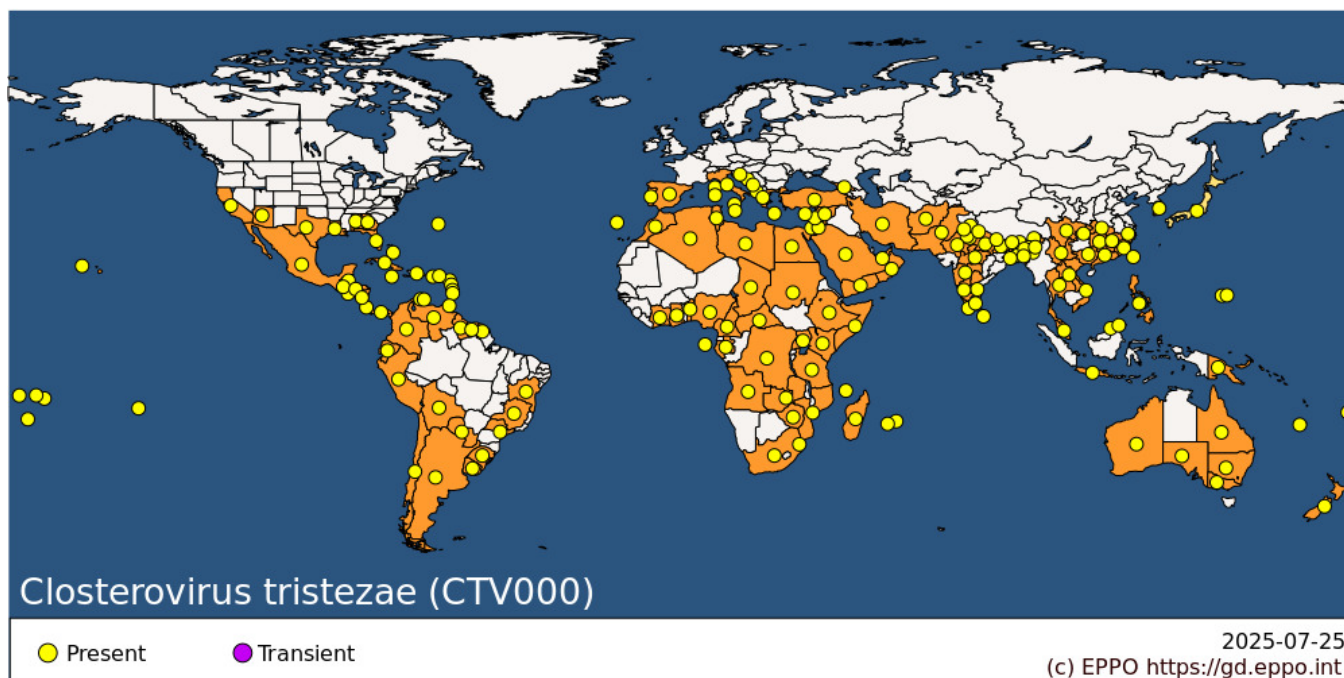 Closterovirus tristezae (CTV000)
Present
Transient
2025-07-25
(c) EPPO https://gd.eppo.int